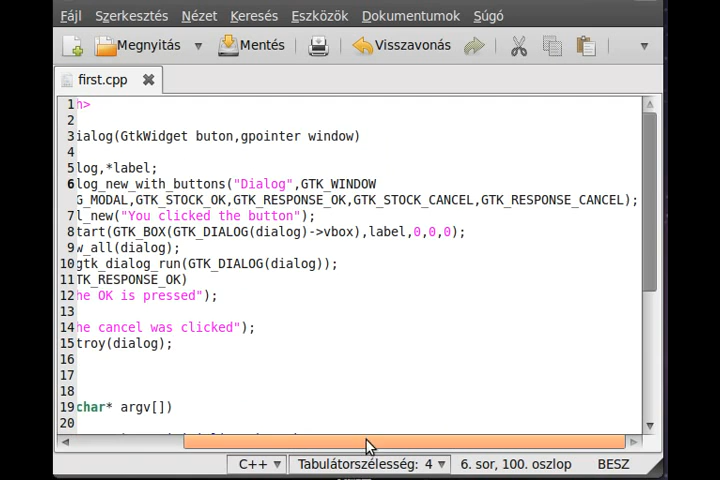 Fájl Szerkesztés Nézet Keresés Eszközök Dokumentumok Súgó
Megnyitás Mentés Visszavonás
first.cpp
1 h>
2
3 ialog(GtkWidget buton,gpointer window)
4
5 log,*label;
6 log_new_with_buttons("Dialog",GTK_WINDOW
G_MODAL,GTK_STOCK_OK,GTK_RESPONSE_OK,GTK_STOCK_CANCEL,GTK_RESPONSE_CANCEL);
7 l_new("You clicked the button");
8 tart(GTK_BOX(GTK_DIALOG(dialog)->vbox),label,0,0,0);
9 w_all(dialog);
10 gtk_dialog_run(GTK_DIALOG(dialog));
11 TK_RESPONSE_OK)
12 he OK is pressed");
13
14 he cancel was clicked");
15 troy(dialog);
16
17
18
19 char* argv[])
20
C++ Tabulátorszélesség: 4 6. sor, 100. oszlop BESZ